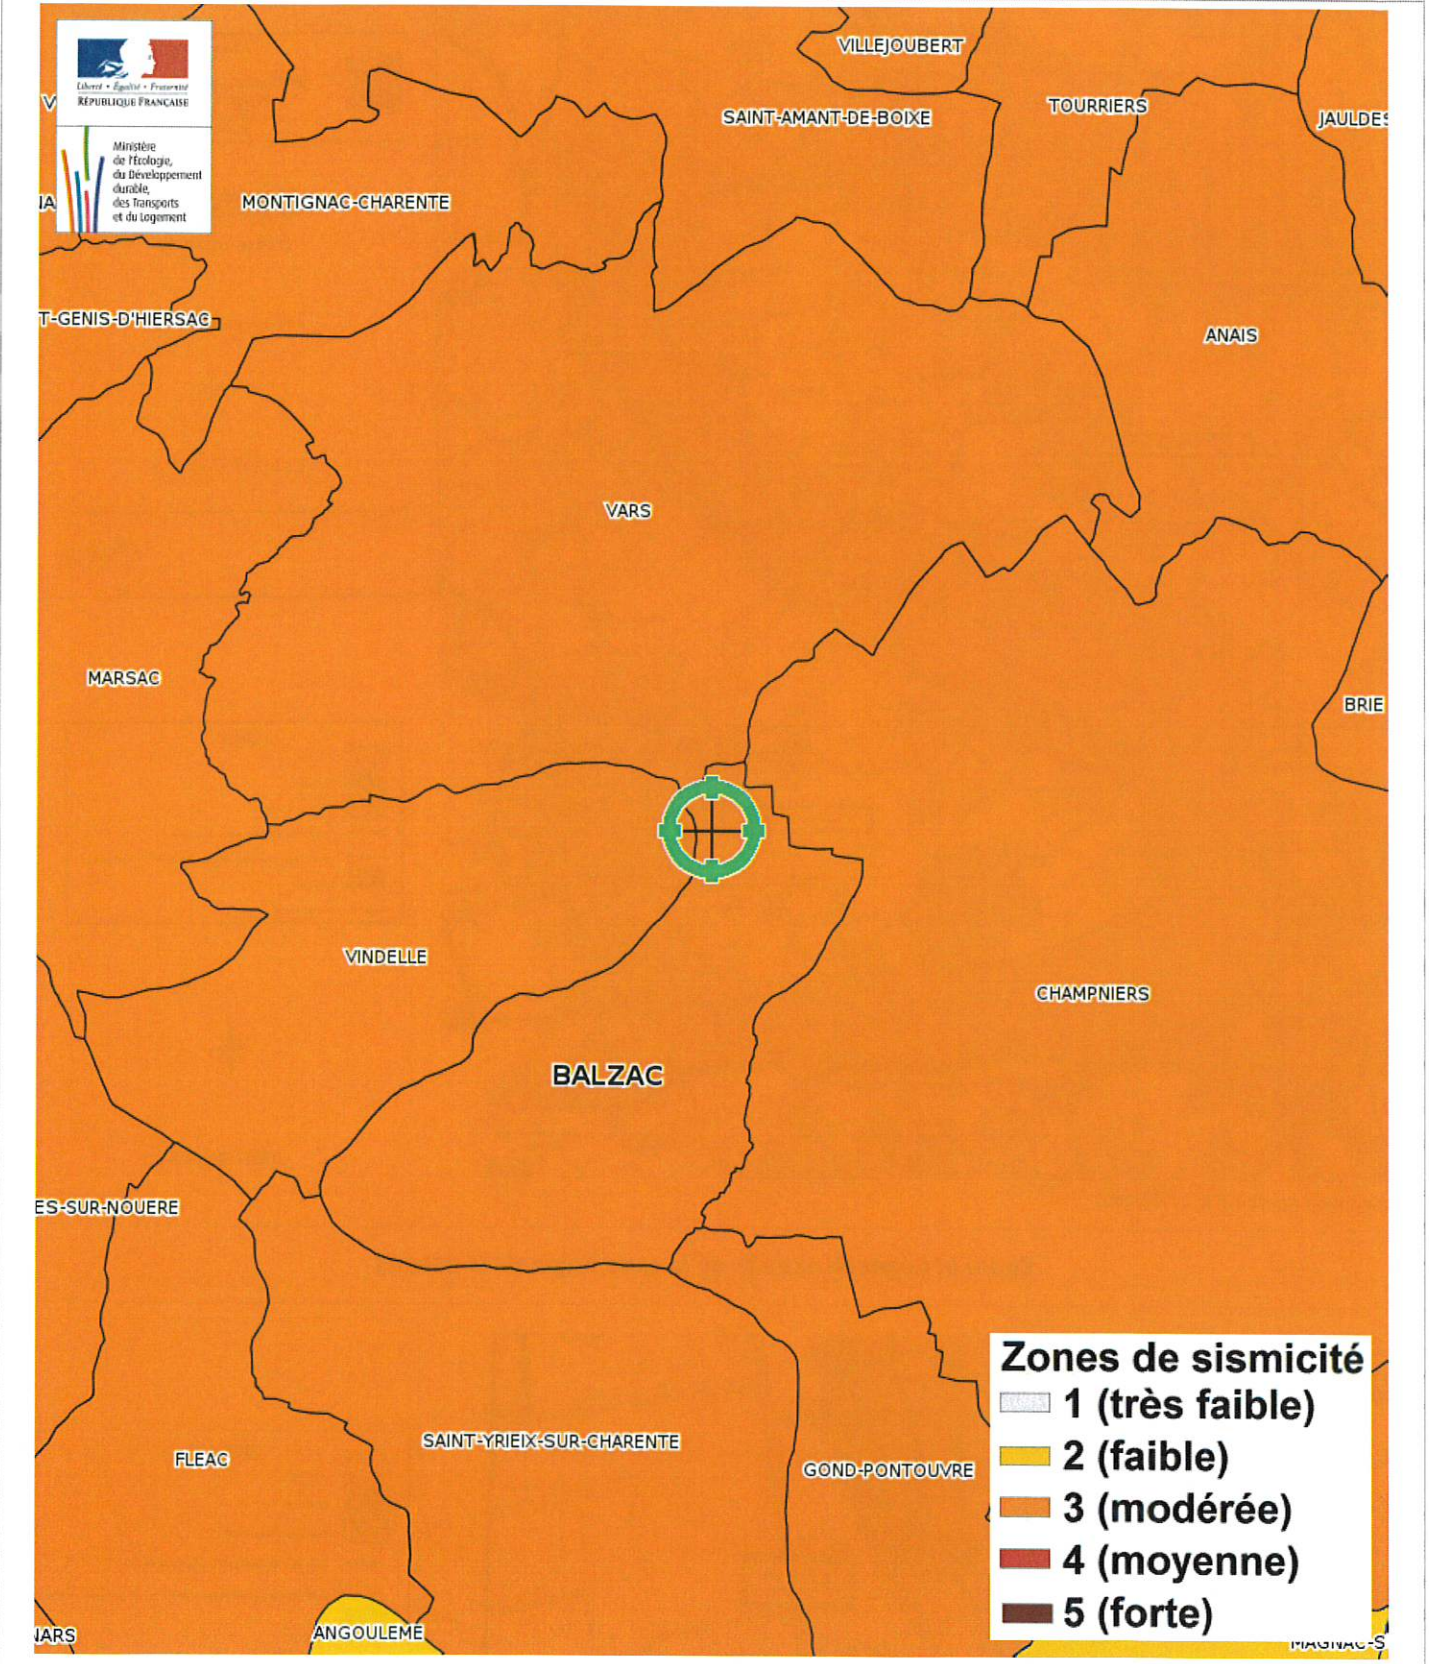 Liberté • Égalité • Fraternité
RÉPUBLIQUE FRANÇAISE
Ministère
de l'Écologie,
du Développement
durable,
des Transports
et du Logement
VILLEJOUBERT
SAINT-AMANT-DE-BOIXE
TOURRIERS
JAULDES
V
NA
MONTIGNAC-CHARENTE
T-GENIS-D'HIERSAC
ANAIS
VARS
MARSAC
BRIE
VINDELLE
CHAMPNIERS
BALZAC
ES-SUR-NOUERE
Zones de sismicité
1 (très faible)
2 (faible)
3 (modérée)
4 (moyenne)
5 (forte)
SAINT-YRIEIX-SUR-CHARENTE
FLEAC
GOND-PONTOUVRE
NARS
ANGOULEME
MAGNAC-S